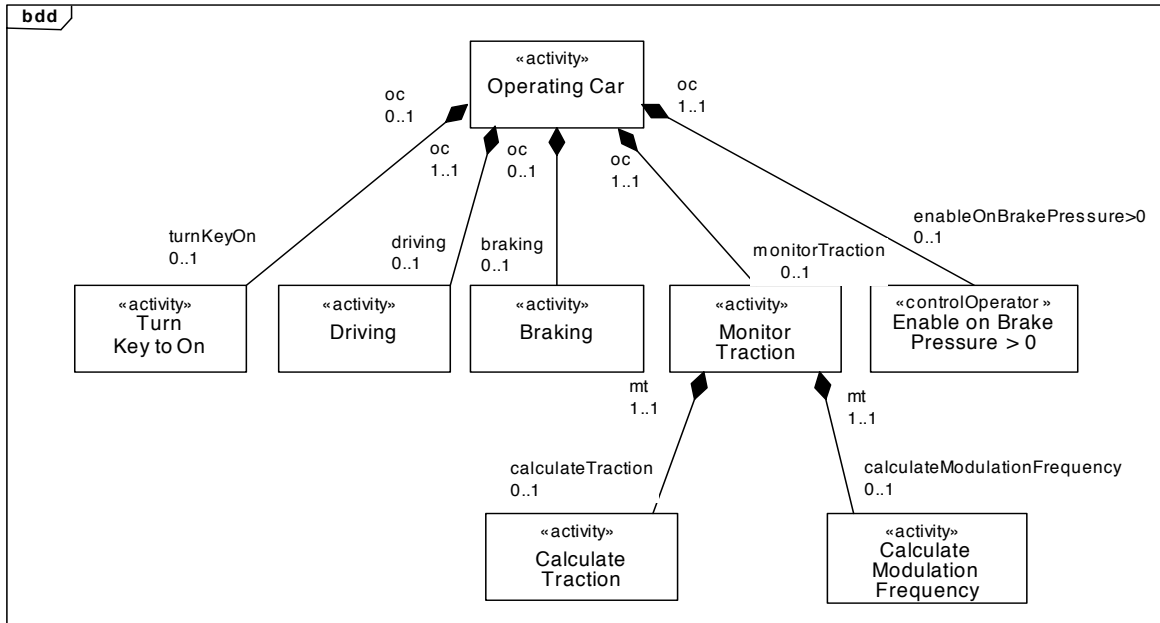 bdd
«activity»
Operating Car
oc
0..1
oc
1..1
oc
0..1
oc
1..1
oc
1..1
turnKeyOn
0..1
driving
0..1
braking
0..1
monitorTraction
0..1
enableOnBrakePressure>0
0..1
«activity»
Turn
Key to On
«activity»
Driving
«activity»
Braking
«activity»
Monitor
Traction
«controlOperator »
Enable on Brake
Pressure > 0
mt
1..1
mt
1..1
calculateTraction
0..1
calculateModulationFrequency
0..1
«activity»
Calculate
Traction
«activity»
Calculate
Modulation
Frequency